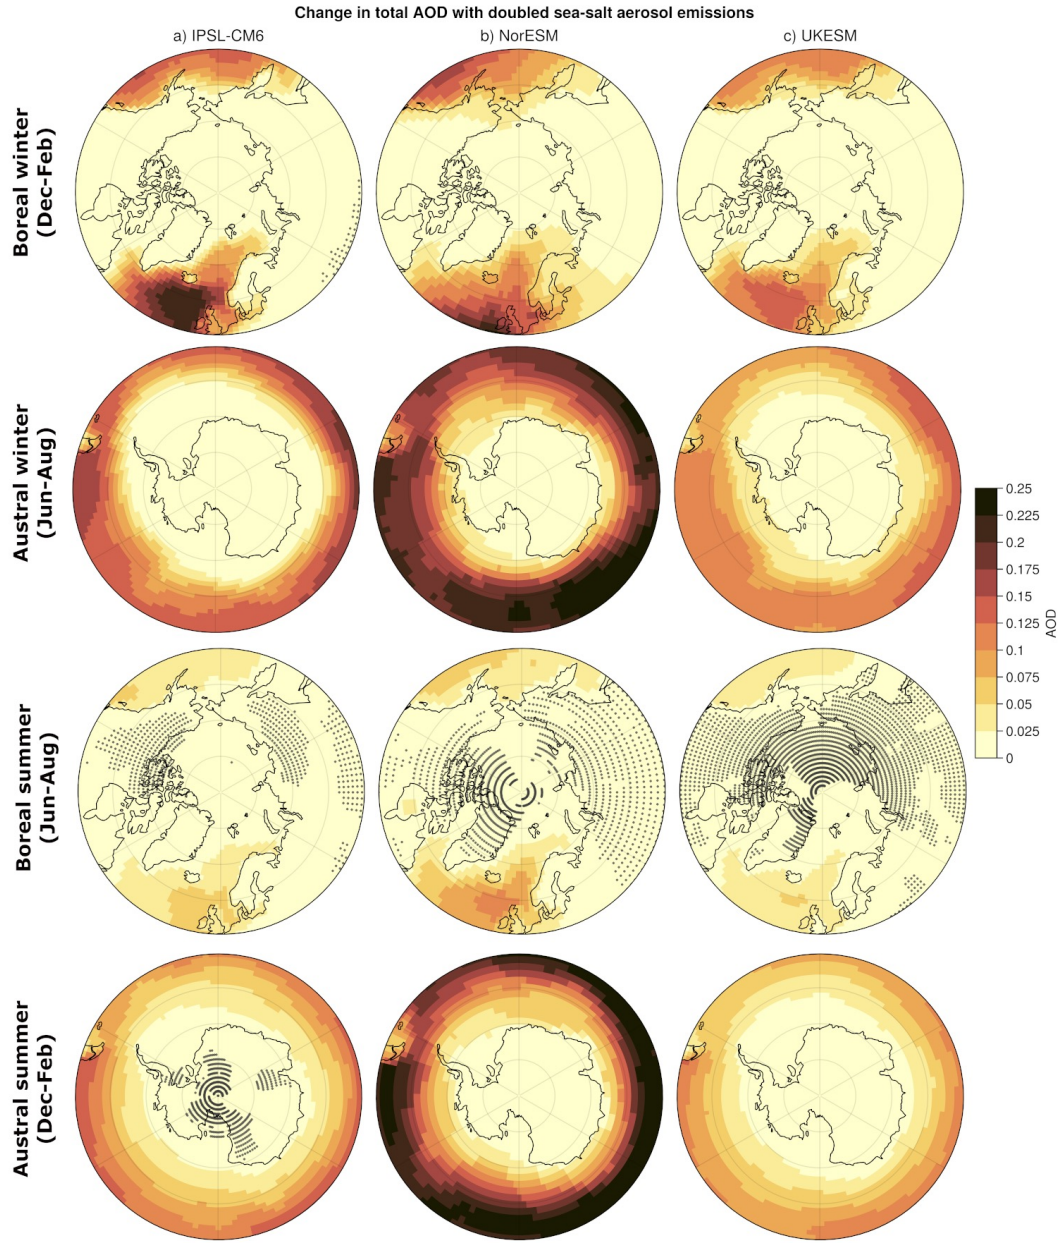 Change in total AOD with doubled sea-salt aerosol emissions
a) IPSL-CM6
b) NorESM
c) UKESM
Boreal winter
(Dec-Feb)
Austral winter
(Jun-Aug)
0.25
0.225
0.2
0.175
0.15
0.125
0.1
0.075
0.05
0.025
0
AOD
Boreal summer
(Jun-Aug)
Austral summer
(Dec-Feb)